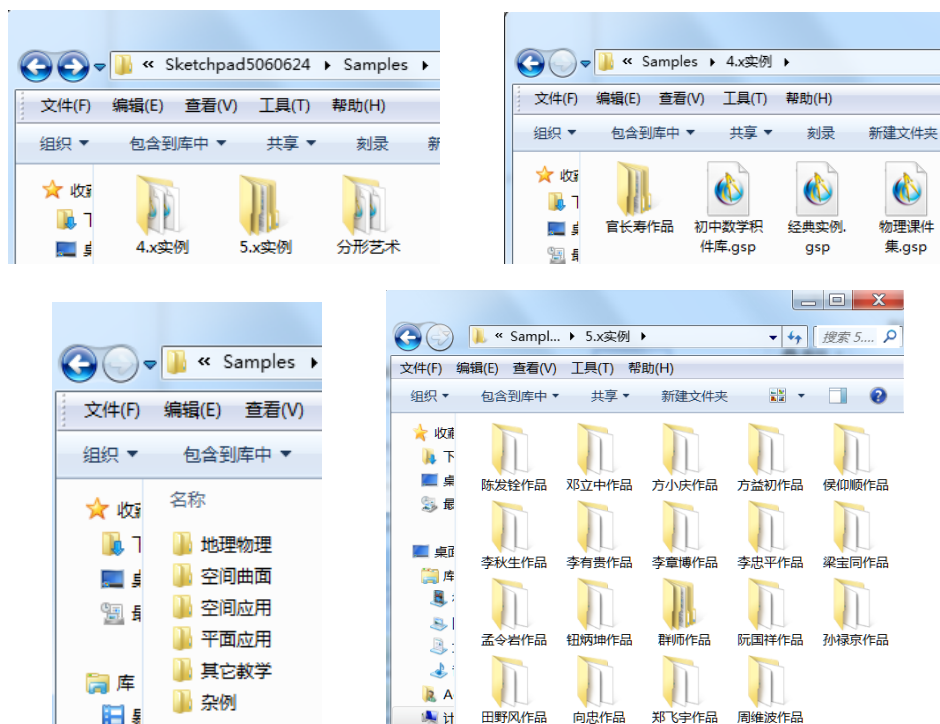 « Sketchpad5060624 ▸ Samples ▸
文件(F) 编辑(E) 查看(V) 工具(T) 帮助(H)
组织 包含到库中 共享 刻录
4.x实例 5.x实例 分形艺术
« Samples ▸ 4.x实例 ▸
文件(F) 编辑(E) 查看(V) 工具(T) 帮助(H)
组织 包含到库中 共享 刻录 新建文件夹
官长寿作品 初中数学积件库.gsp 经典实例.gsp 物理课件集.gsp
« Samples ▸
文件(F) 编辑(E) 查看(V)
组织 包含到库中
名称
地理物理
空间曲面
空间应用
平面应用
其它教学
杂例
库
« Sampl... ▸ 5.x实例 ▸ 搜索 5....
文件(F) 编辑(E) 查看(V) 工具(T) 帮助(H)
组织 包含到库中 共享 新建文件夹
陈发铨作品 邓立中作品 方小庆作品 方益初作品 侯仰顺作品
李秋生作品 李有贵作品 李章博作品 李忠平作品 梁宝同作品
孟令岩作品 钮炳坤作品 群师作品 阮国祥作品 孙禄京作品
田野风作品 向忠作品 郑飞宇作品 周维波作品